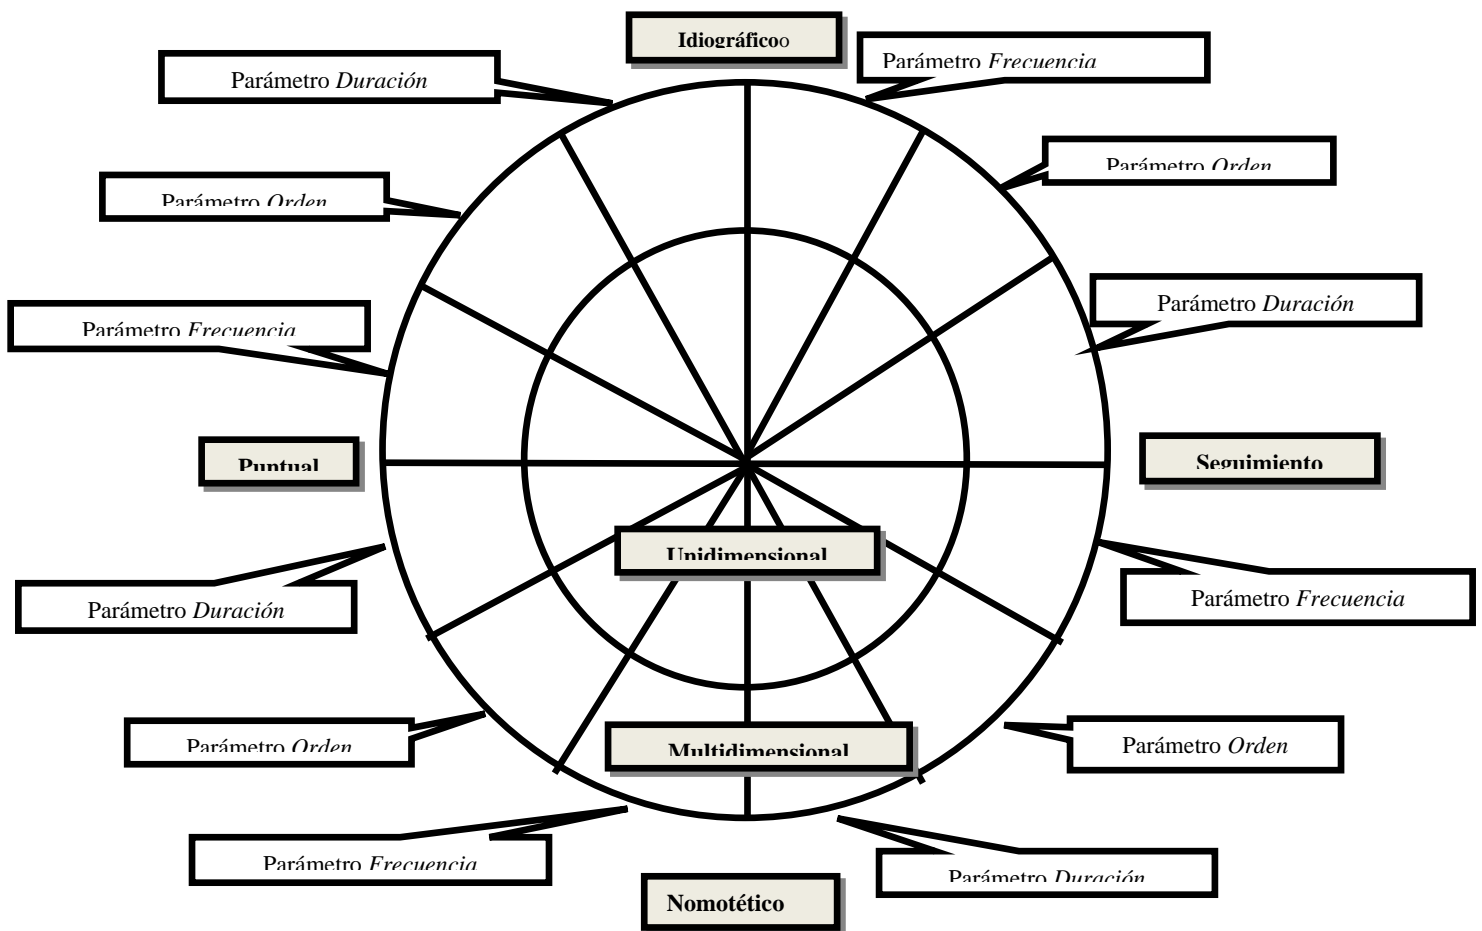 Idiográficoo
Parámetro Frecuencia
Parámetro Duración
Parámetro Orden
Parámetro Orden
Parámetro Duración
Parámetro Frecuencia
Puntual
Seguimiento
Unidimensional
Parámetro Duración
Parámetro Frecuencia
Parámetro Orden
Multidimensional
Parámetro Orden
Parámetro Frecuencia
Parámetro Duración
Nomotético